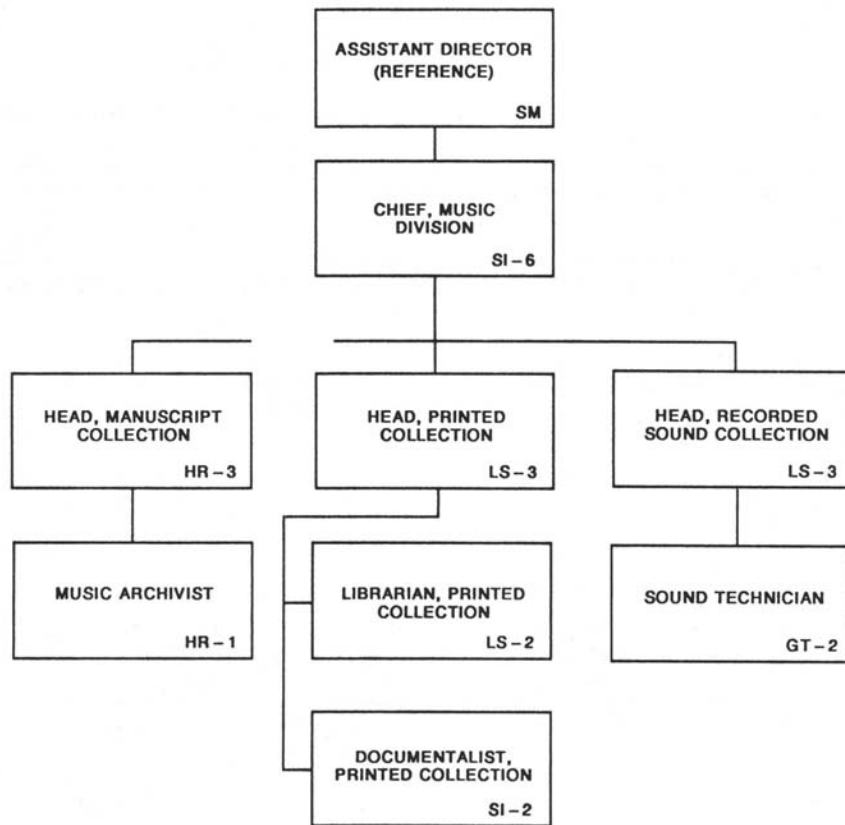 ASSISTANT DIRECTOR
(REFERENCE)
SM
CHIEF, MUSIC
DIVISION
SI-6
HEAD, MANUSCRIPT
COLLECTION
HR-3
HEAD, PRINTED
COLLECTION
LS-3
HEAD, RECORDED
SOUND COLLECTION
LS-3
MUSIC ARCHIVIST
HR-1
LIBRARIAN, PRINTED
COLLECTION
LS-2
SOUND TECHNICIAN
GT-2
DOCUMENTALIST,
PRINTED COLLECTION
SI-2